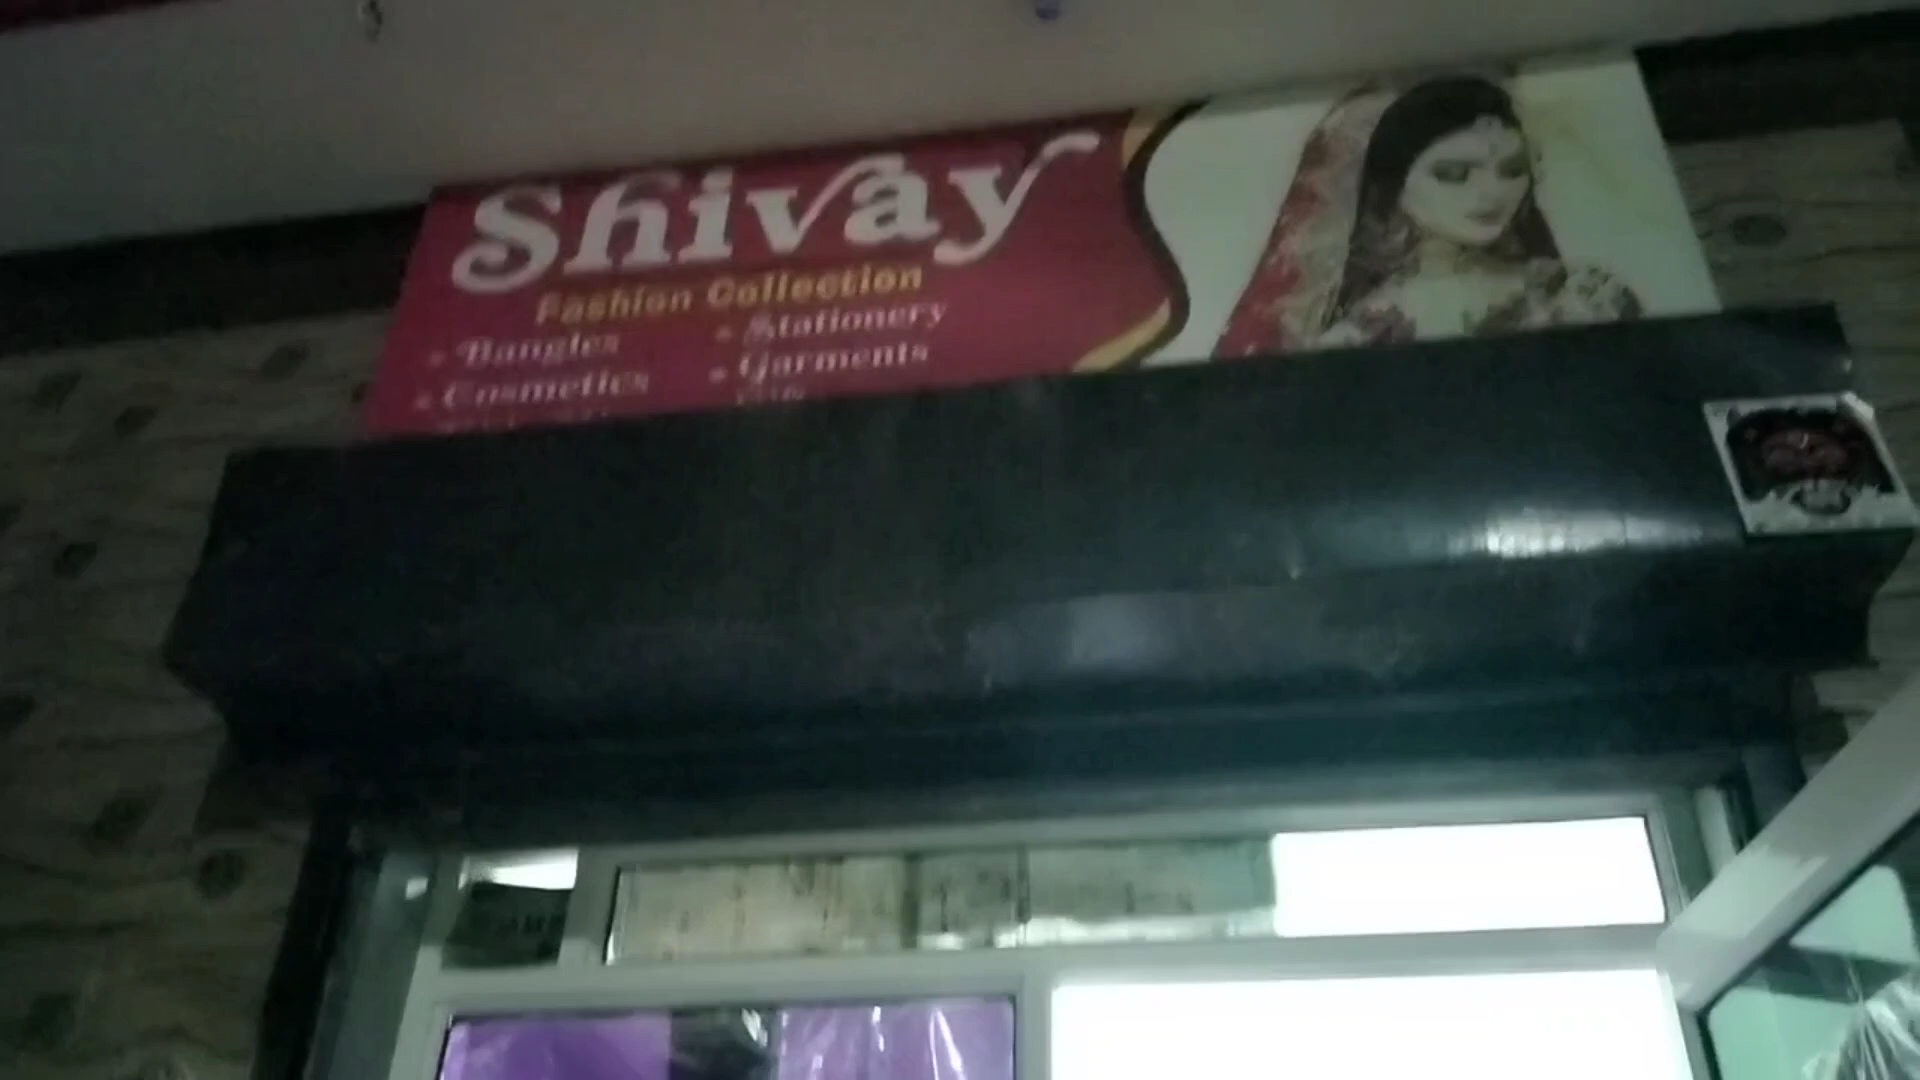 Shivay
Fashion Collection
Bangles
Stationery
Cosmetics
Garments